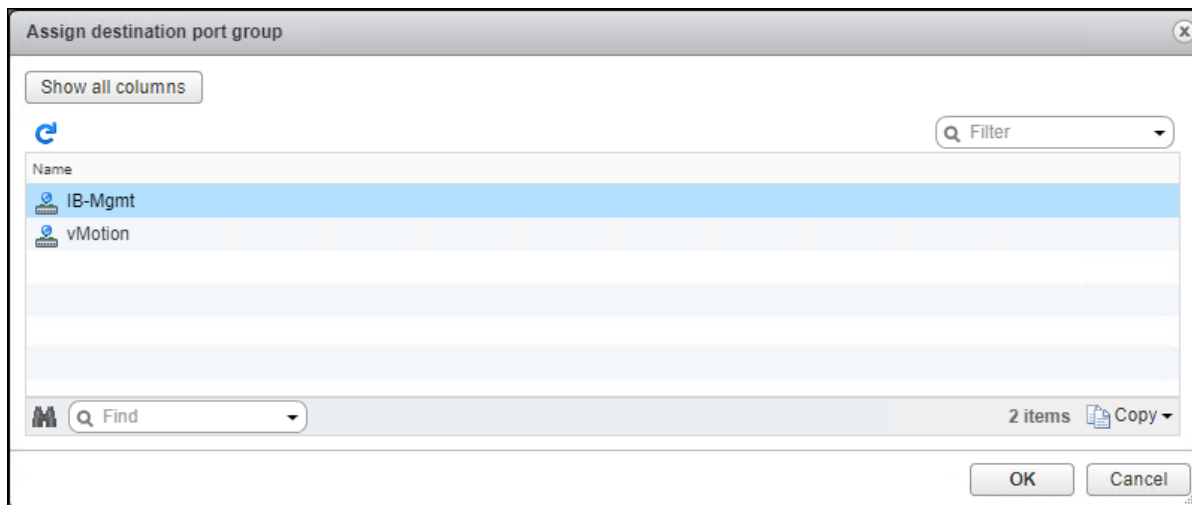 Assign destination port group
Show all columns
Filter
Name
IB-Mgmt
vMotion
Find
2 items Copy
OK Cancel